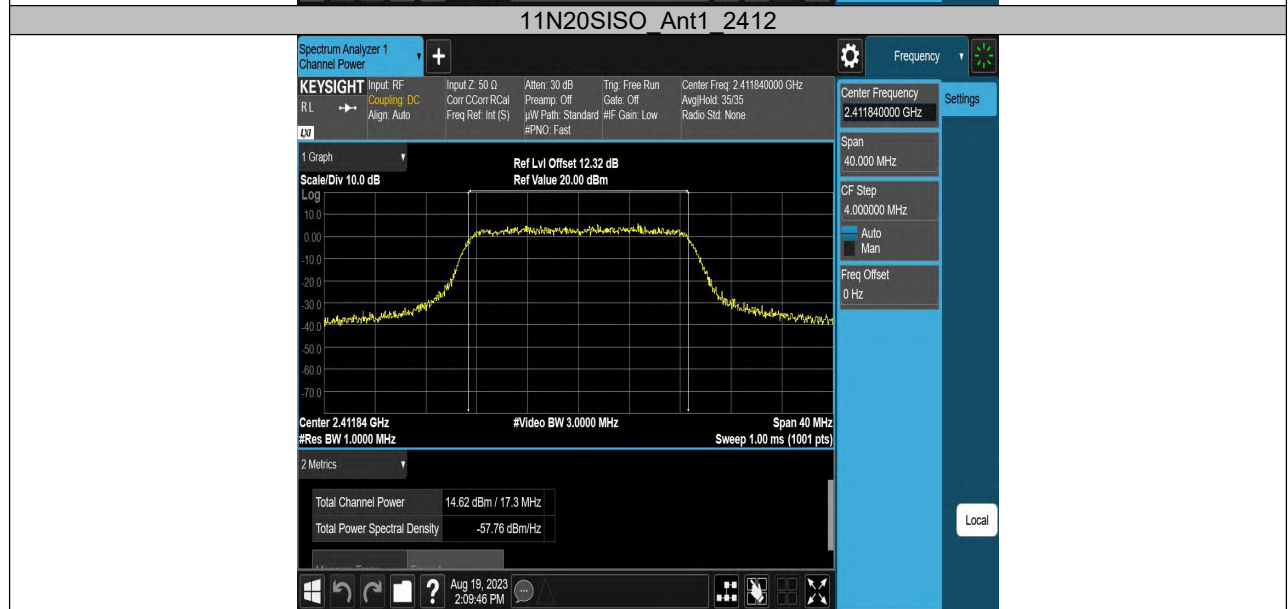 11N20SISO_Ant1_2412
Spectrum Analyzer 1
Channel Power
+
Frequency
KEYSIGHT
R L
LXI
Input: RF
Coupling: DC
Align: Auto
Input Z: 50 Ω
Corr CCorr RCal
Freq Ref: Int (S)
Atten: 30 dB
Preamp: Off
µW Path: Standard
#PNO: Fast
Trig: Free Run
Gate: Off
#IF Gain: Low
Center Freq: 2.411840000 GHz
Avg|Hold: 35/35
Radio Std: None
Center Frequency
2.411840000 GHz
Settings
Span
40.000 MHz
CF Step
4.000000 MHz
Auto
Man
Freq Offset
0 Hz
Local
1 Graph
Scale/Div 10.0 dB
Ref Lvl Offset 12.32 dB
Ref Value 20.00 dBm
Log
10.0
0.00
-10.0
-20.0
-30.0
-40.0
-50.0
-60.0
-70.0
Center 2.41184 GHz
#Video BW 3.0000 MHz
Span 40 MHz
#Res BW 1.0000 MHz
Sweep 1.00 ms (1001 pts)
2 Metrics
Total Channel Power 14.62 dBm / 17.3 MHz
Total Power Spectral Density -57.76 dBm/Hz
?
Aug 19, 2023
2:09:46 PM